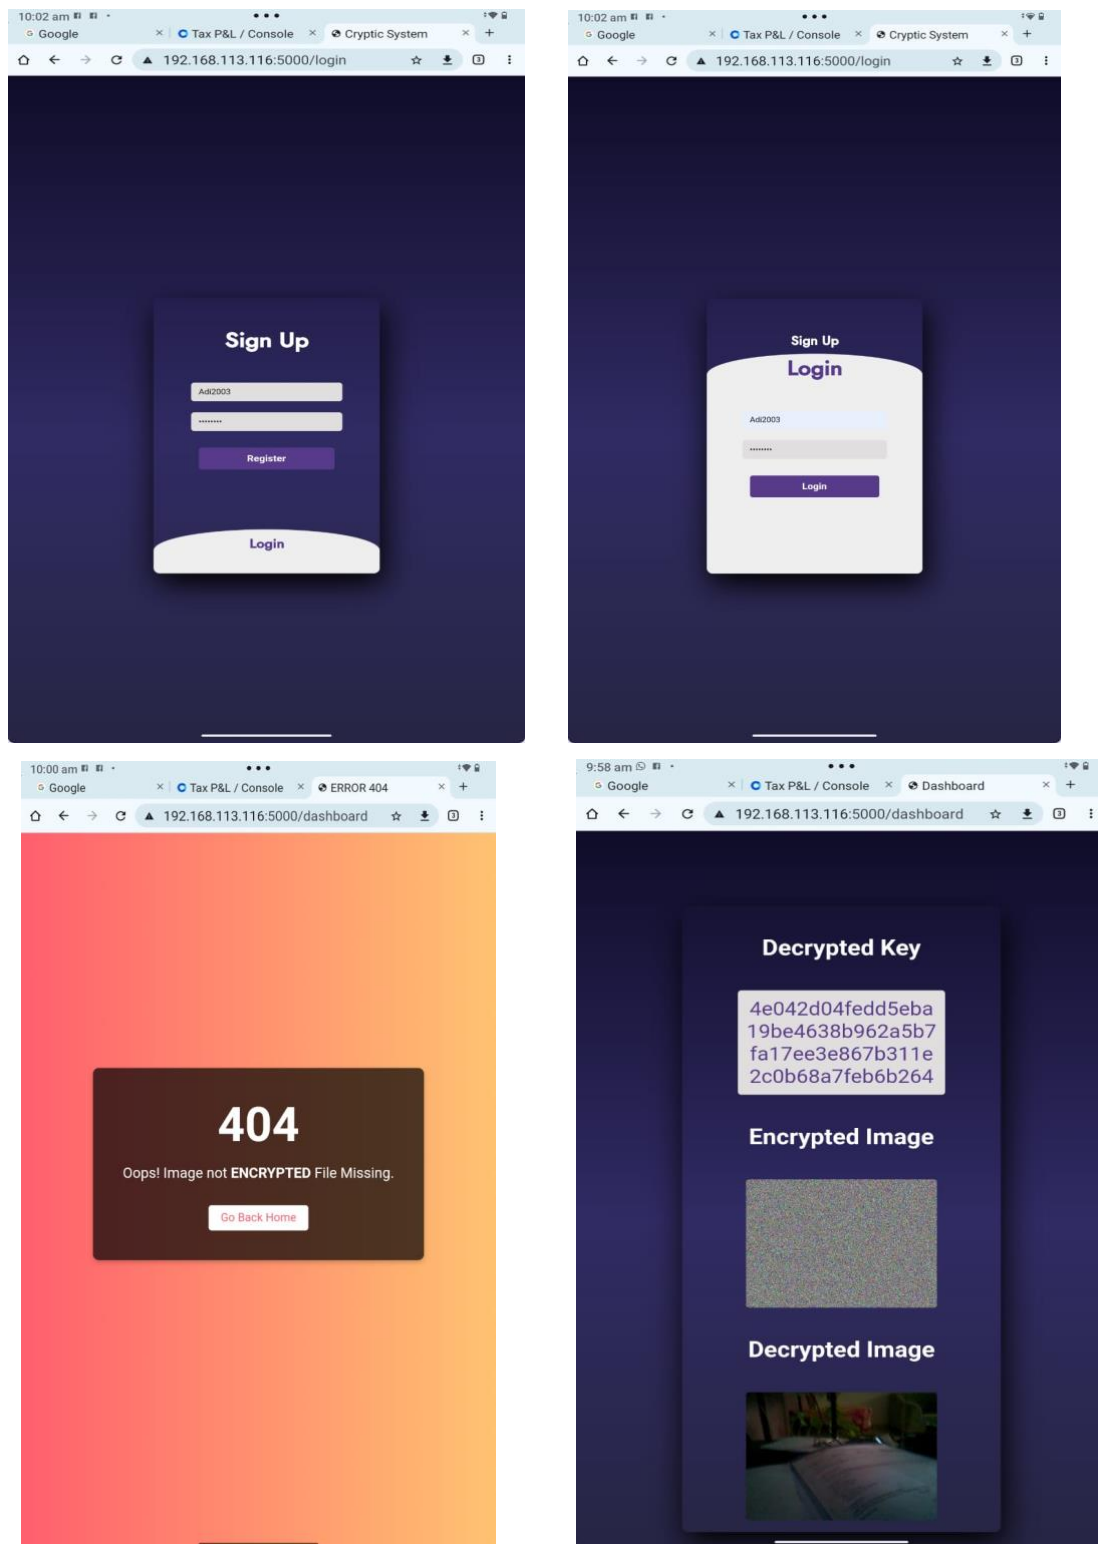 10:02 am
Google
Tax P&L / Console
Cryptic System
192.168.113.116:5000/login
3
Sign Up
Adi2003
••••••••
Register
Login
10:02 am
Google
Tax P&L / Console
Cryptic System
192.168.113.116:5000/login
3
Sign Up
Login
Adi2003
••••••••
Login
10:00 am
Google
Tax P&L / Console
ERROR 404
192.168.113.116:5000/dashboard
3
404
Oops! Image not ENCRYPTED File Missing.
Go Back Home
9:58 am
Google
Tax P&L / Console
Dashboard
192.168.113.116:5000/dashboard
3
Decrypted Key
4e042d04fedd5eba
19be4638b962a5b7
fa17ee3e867b311e
2c0b68a7feb6b264
Encrypted Image
Decrypted Image